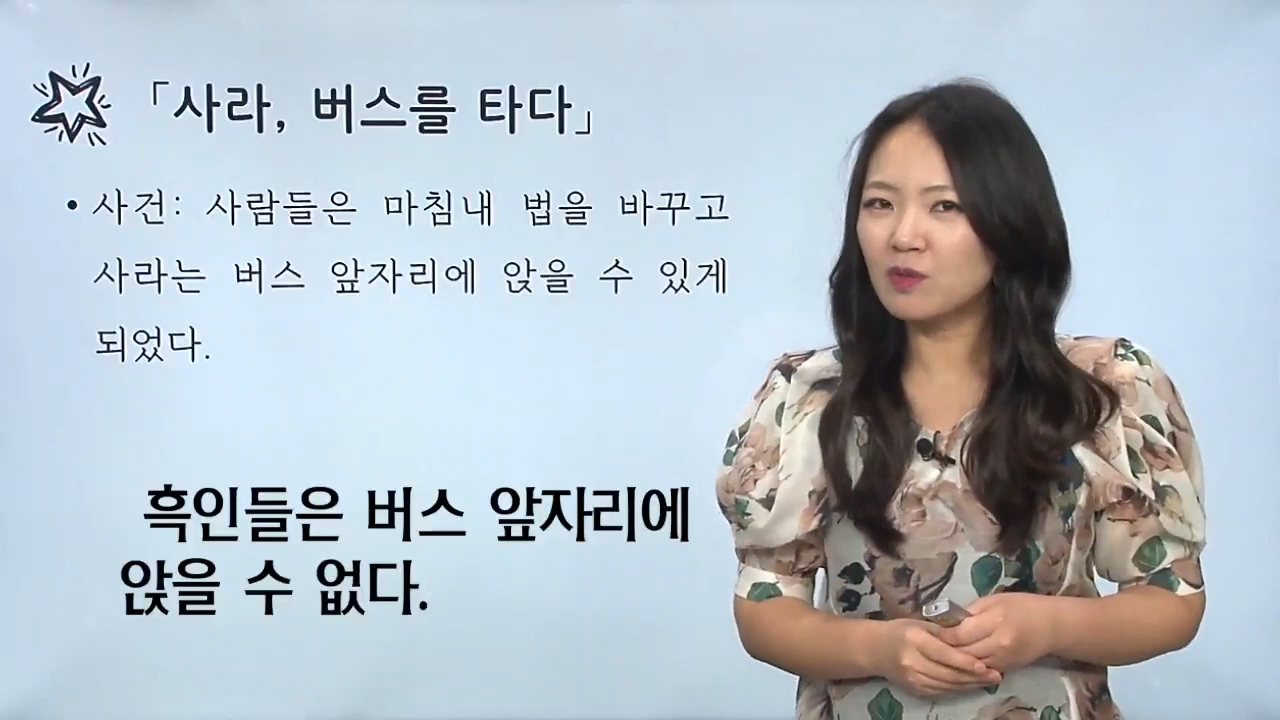 「사라, 버스를 타다」
• 사건: 사람들은 마침내 법을 바꾸고
사라는 버스 앞자리에 앉을 수 있게
되었다.
흑인들은 버스 앞자리에
앉을 수 없다.